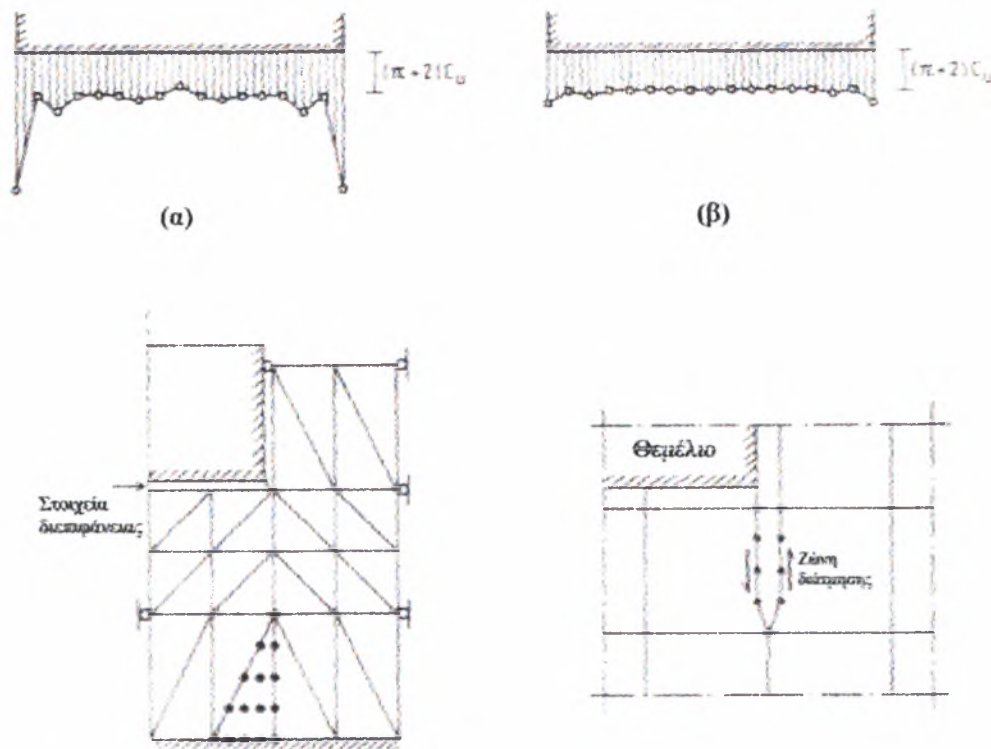 (π + 2)Cu
(π + 2)Cu
(α)
(β)
Στοιχεία
διεπιφάνειας
Θεμέλιο
Ζώνη
διάτμησης